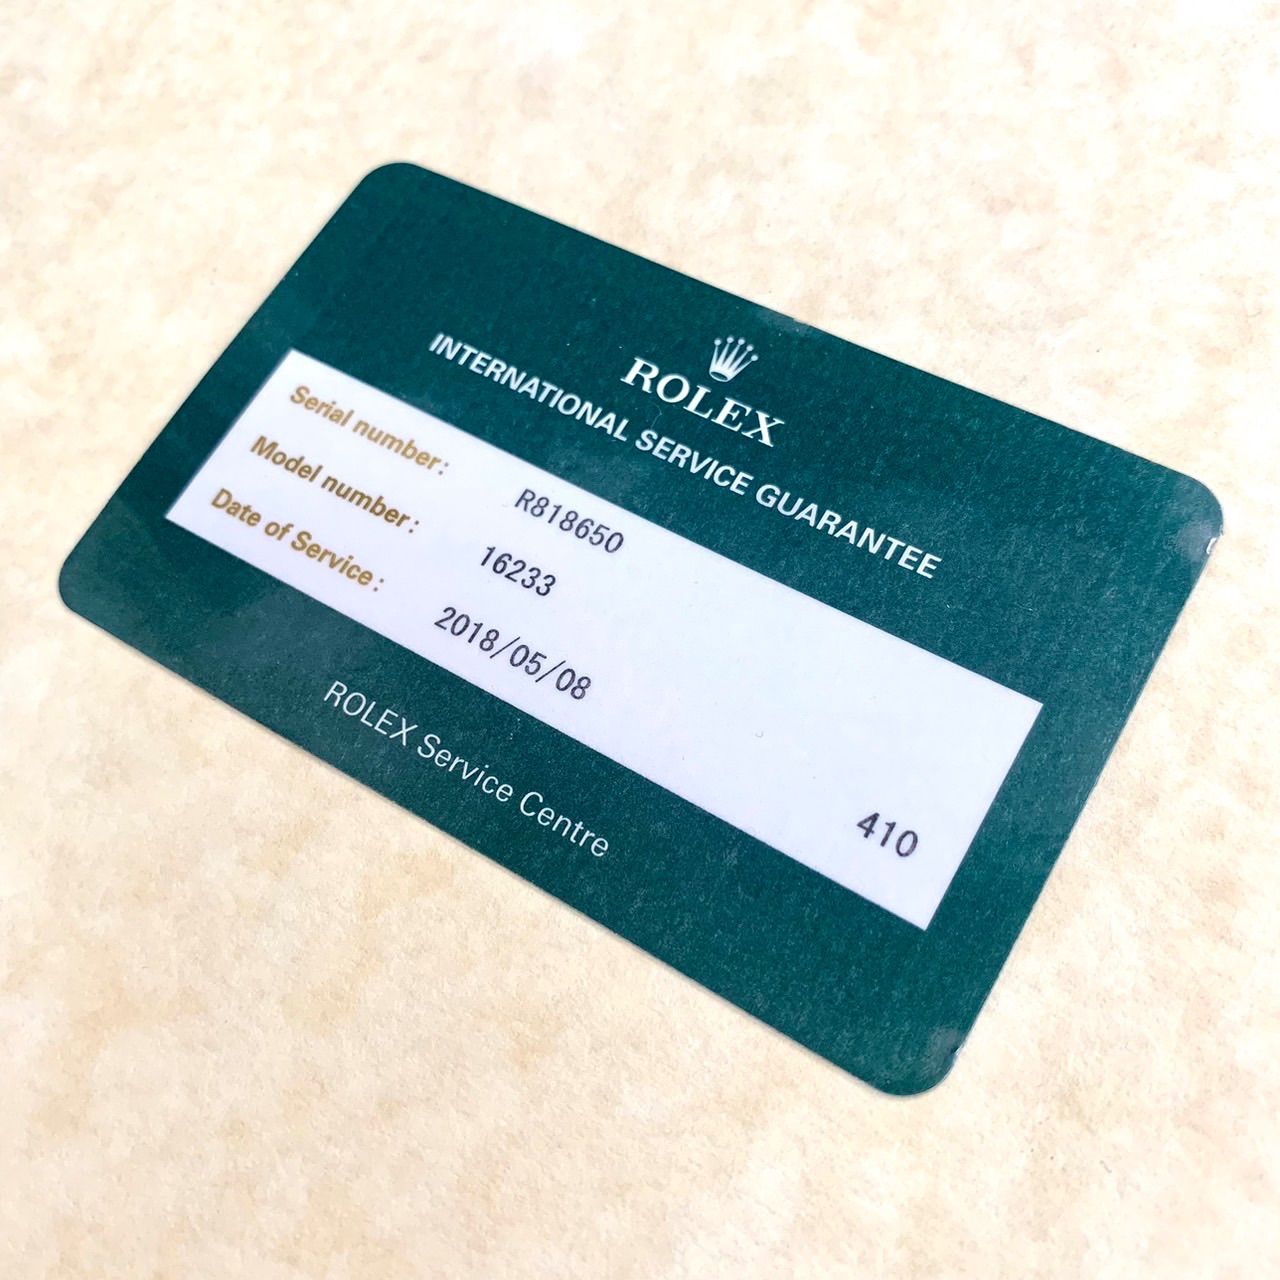 ROLEX
INTERNATIONAL SERVICE GUARANTEE
Serial number: R818650
Model number: 16233
Date of Service: 2018/05/08
410
ROLEX Service Centre